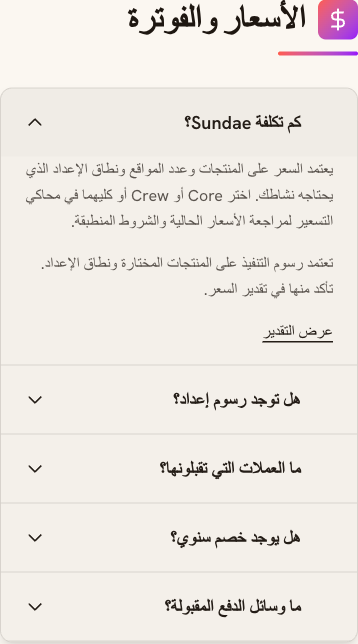 الأسعار والفوترة
كم تكلفة Sundae؟
يعتمد السعر على المنتجات وعدد المواقع ونطاق الإعداد الذي
يحتاجه نشاطك. اختر Core أو Crew أو كليهما في محاكي
التسعير لمراجعة الأسعار الحالية والشروط المنطبقة.
تعتمد رسوم التنفيذ على المنتجات المختارة ونطاق الإعداد.
تأكد منها في تقدير السعر.
عرض التقدير
هل توجد رسوم إعداد؟
ما العملات التي تقبلونها؟
هل يوجد خصم سنوي؟
ما وسائل الدفع المقبولة؟